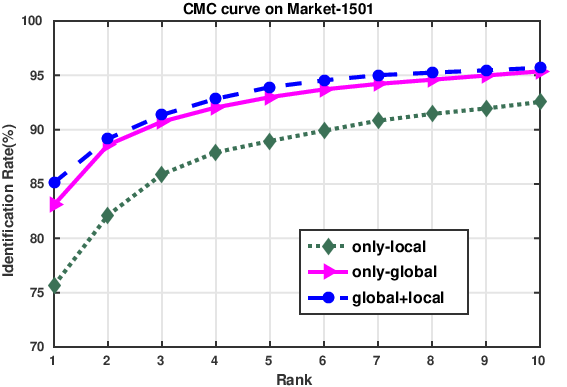 CMC curve on Market-1501
Identification Rate(%)
100
95
90
85
80
75
70
only-local
only-global
global+local
1 2 3 4 5 6 7 8 9 10
Rank